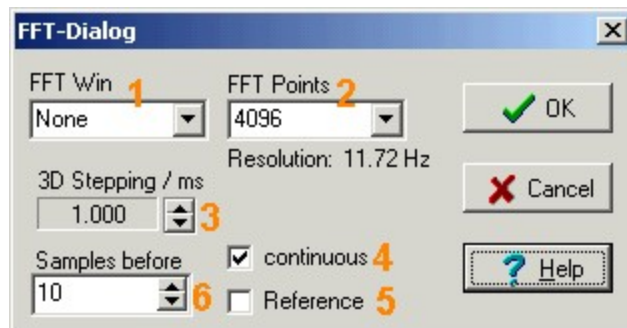 FFT-Dialog
FFT Win 1
None
FFT Points 2
4096
Resolution: 11.72 Hz
OK
3D Stepping / ms
1.000 3
Cancel
Samples before
10 6
continuous 4
Reference 5
? Help